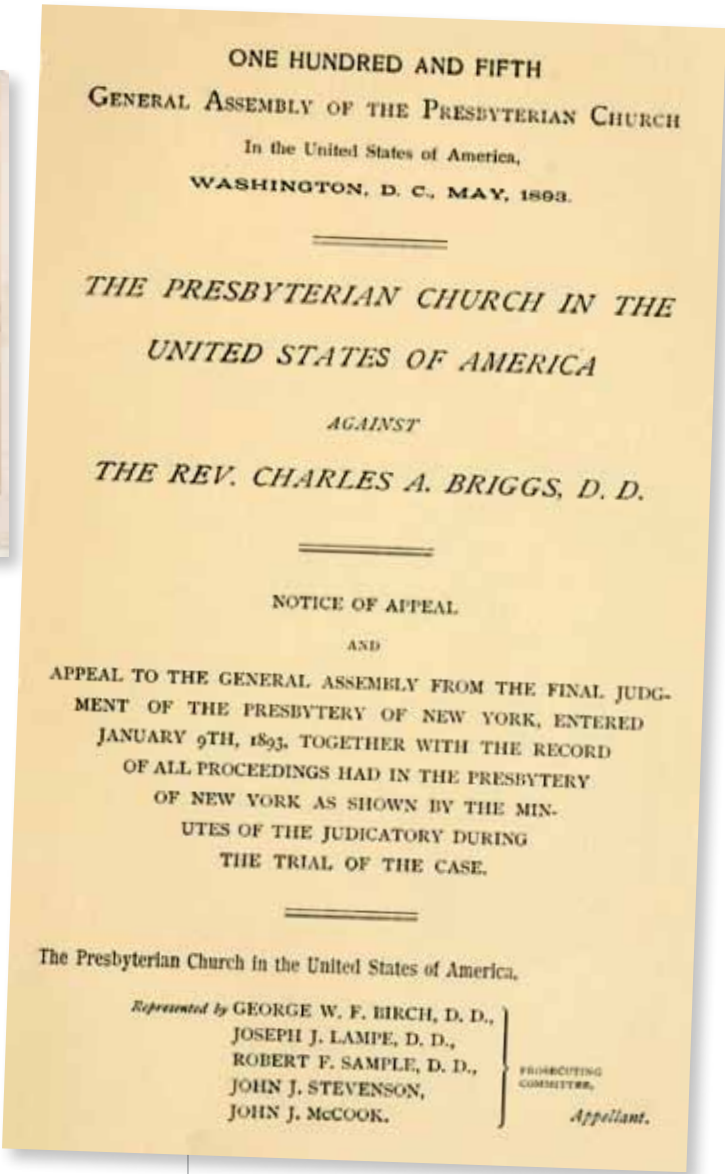 ONE HUNDRED AND FIFTH
GENERAL ASSEMBLY OF THE PRESBYTERIAN CHURCH
In the United States of America,
WASHINGTON, D. C., MAY, 1893.
THE PRESBYTERIAN CHURCH IN THE
UNITED STATES OF AMERICA
AGAINST
THE REV. CHARLES A. BRIGGS, D. D.
NOTICE OF APPEAL
AND
APPEAL TO THE GENERAL ASSEMBLY FROM THE FINAL JUDG-
MENT OF THE PRESBYTERY OF NEW YORK, ENTERED
JANUARY 9TH, 1893, TOGETHER WITH THE RECORD
OF ALL PROCEEDINGS HAD IN THE PRESBYTERY
OF NEW YORK AS SHOWN BY THE MIN-
UTES OF THE JUDICATORY DURING
THE TRIAL OF THE CASE.
The Presbyterian Church in the United States of America,
Represented by GEORGE W. F. BIRCH, D. D.,
JOSEPH J. LAMPE, D. D.,
ROBERT F. SAMPLE, D. D.,
JOHN J. STEVENSON,
JOHN J. McCOOK.
PROSECUTING
COMMITTEE,
Appellant.